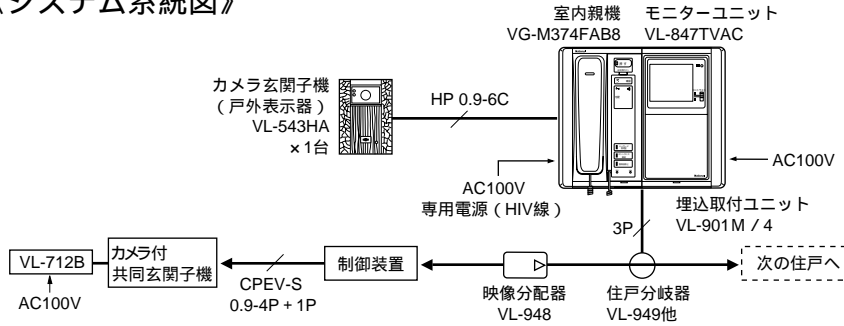 《システム系統図》
室内親機
VG-M374FAB8
モニターユニット
VL-847TVAC
カメラ玄関子機
(戸外表示器)
VL-543HA
×1台
HP 0.9-6C
AC100V
専用電源(HIV線)
AC100V
埋込取付ユニット
VL-901M/4
3P
VL-712B
AC100V
カメラ付
共同玄関子機
CPEV-S
0.9-4P+1P
制御装置
映像分配器
VL-948
住戸分岐器
VL-949他
次の住戸へ